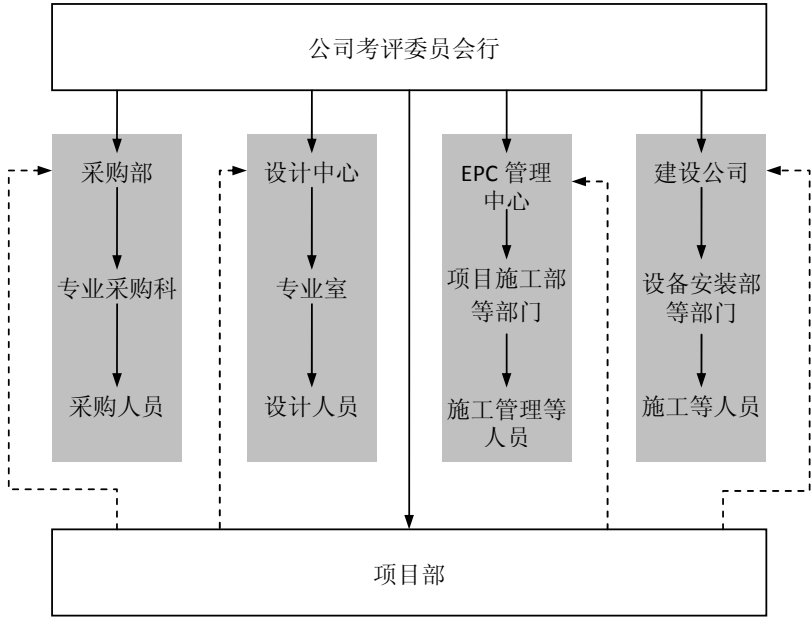 公司考评委员会行
采购部
设计中心
EPC 管理
中心
建设公司
专业采购科
专业室
项目施工部
等部门
设备安装部
等部门
采购人员
设计人员
施工管理等
人员
施工等人员
项目部